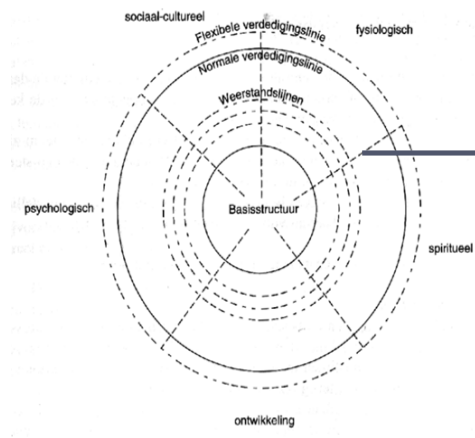 sociaal-cultureel
Flexibele verdedigingslinie
fysiologisch
Normale verdedigingslinie
Weerstandslijnen
psychologisch
Basisstructuur
spiritueel
ontwikkeling